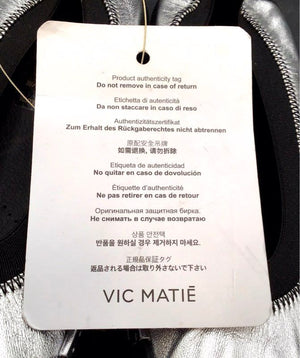 Product authenticity tag
Do not remove in case of return
Etichetta di autenticità
Da non staccare in caso di reso
Authentizitätszertifikat
Zum Erhalt des Rückgaberechtes nicht abtrennen
原配安全吊牌
如需退换, 请勿拆除
Etiqueta de autenticidad
No quitar en caso de dovolución
Étiquette d'authenticité
Ne pas retirer en cas de retour
Оригинальная защитная бирка.
Не снимать в случае возвратаю
상품 안전택
반품을 원하실 경우 제거하지 마세요.
正規品保証タグ
返品される場合は取り外さないで下さい
VIC MATIĒ